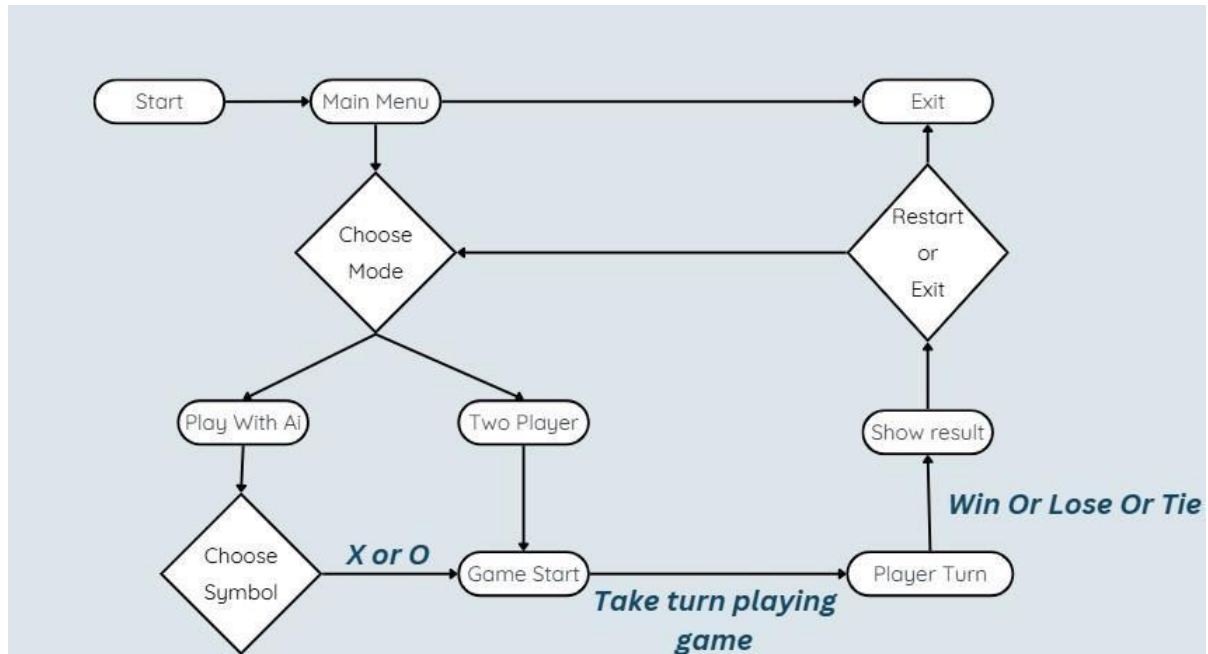 Start
Main Menu
Exit
Choose
Mode
Restart
or
Exit
Play With Ai
Two Player
Show result
Win Or Lose Or Tie
Choose
Symbol
X or O
Game Start
Take turn playing
game
Player Turn